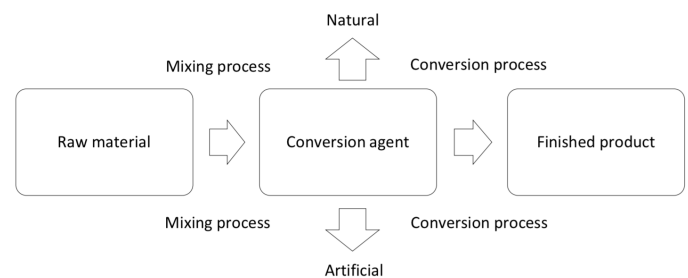 Natural
Mixing process
Conversion process
Raw material
Conversion agent
Finished product
Mixing process
Conversion process
Artificial